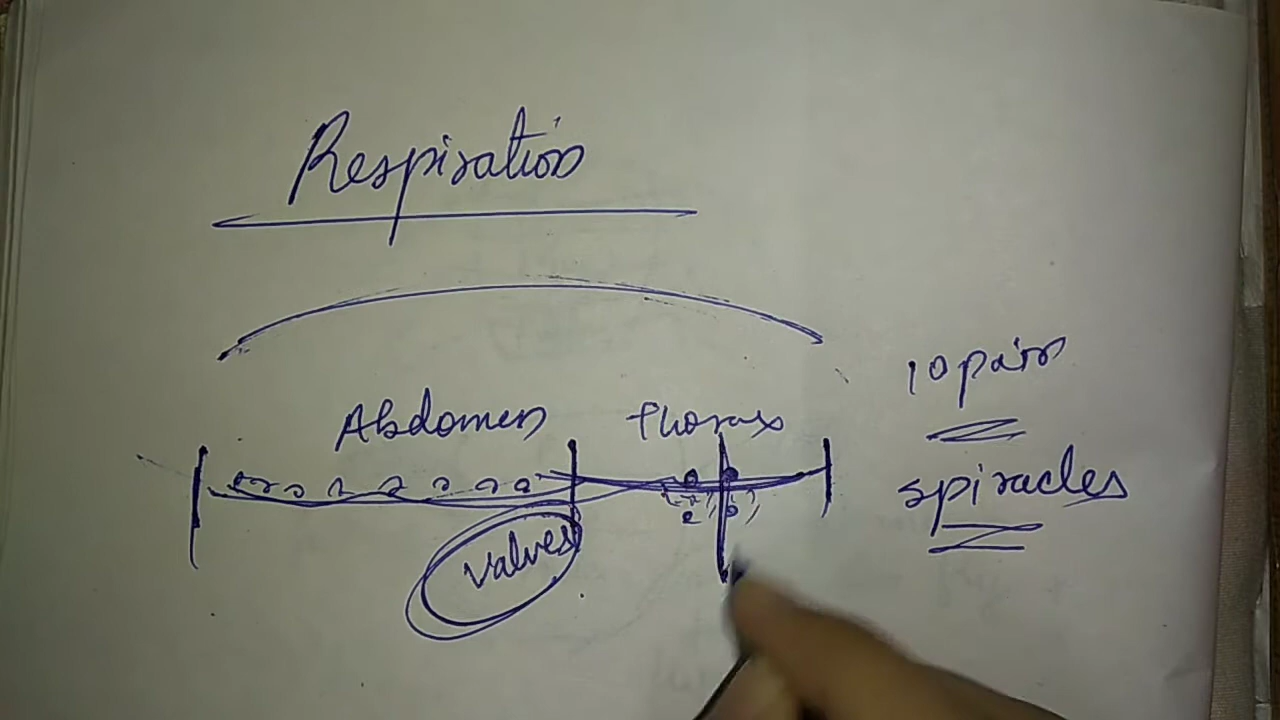 Respiration
Abdomen Thorax
10 pairs
spiracles
valves